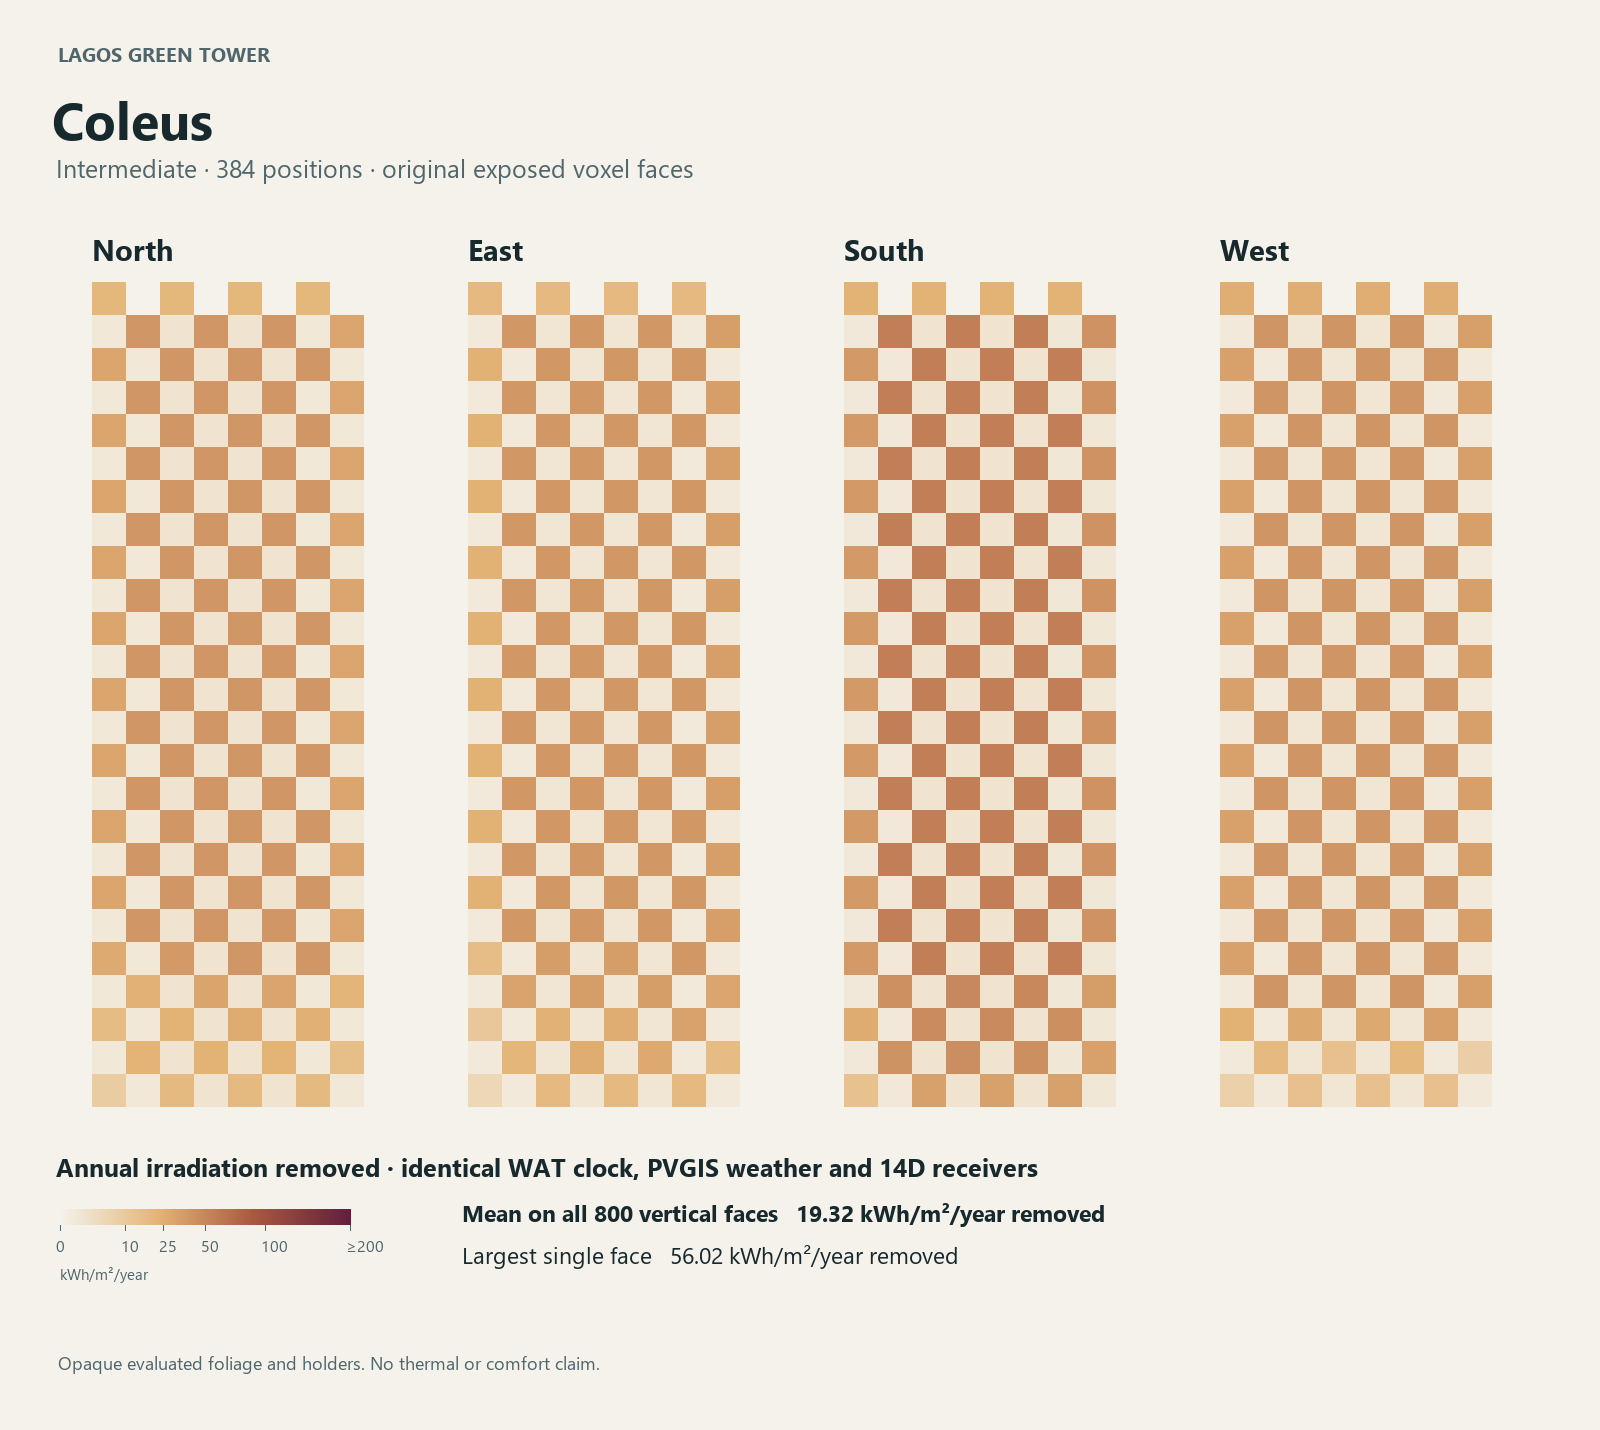 LAGOS GREEN TOWER
Coleus
Intermediate · 384 positions · original exposed voxel faces
North East South West
Annual irradiation removed · identical WAT clock, PVGIS weather and 14D receivers
Mean on all 800 vertical faces 19.32 kWh/m²/year removed
0 10 25 50 100 ≥200
Largest single face 56.02 kWh/m²/year removed
kWh/m²/year
Opaque evaluated foliage and holders. No thermal or comfort claim.